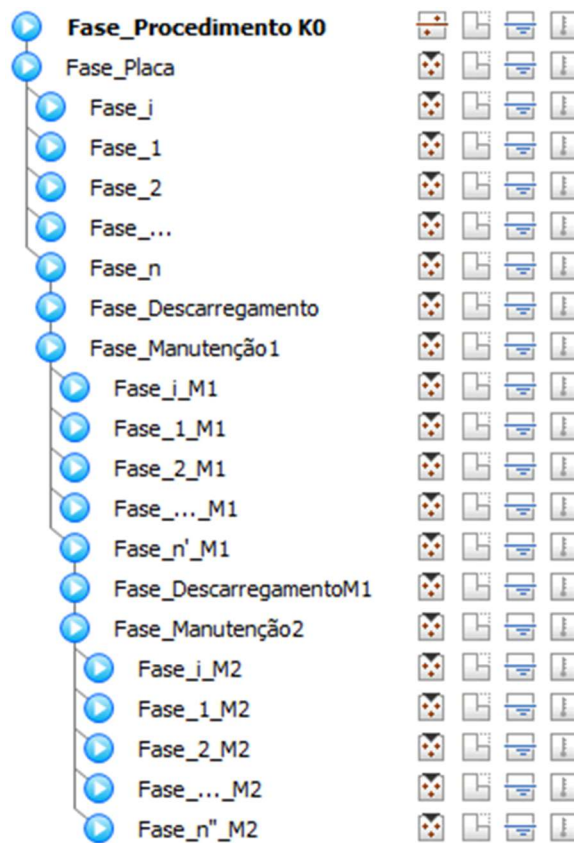 Fase_Procedimento K0
Fase_Placa
Fase_i
Fase_1
Fase_2
Fase_...
Fase_n
Fase_Descarregamento
Fase_Manutenção1
Fase_i_M1
Fase_1_M1
Fase_2_M1
Fase_..._M1
Fase_n'_M1
Fase_DescarregamentoM1
Fase_Manutenção2
Fase_i_M2
Fase_1_M2
Fase_2_M2
Fase_..._M2
Fase_n"_M2